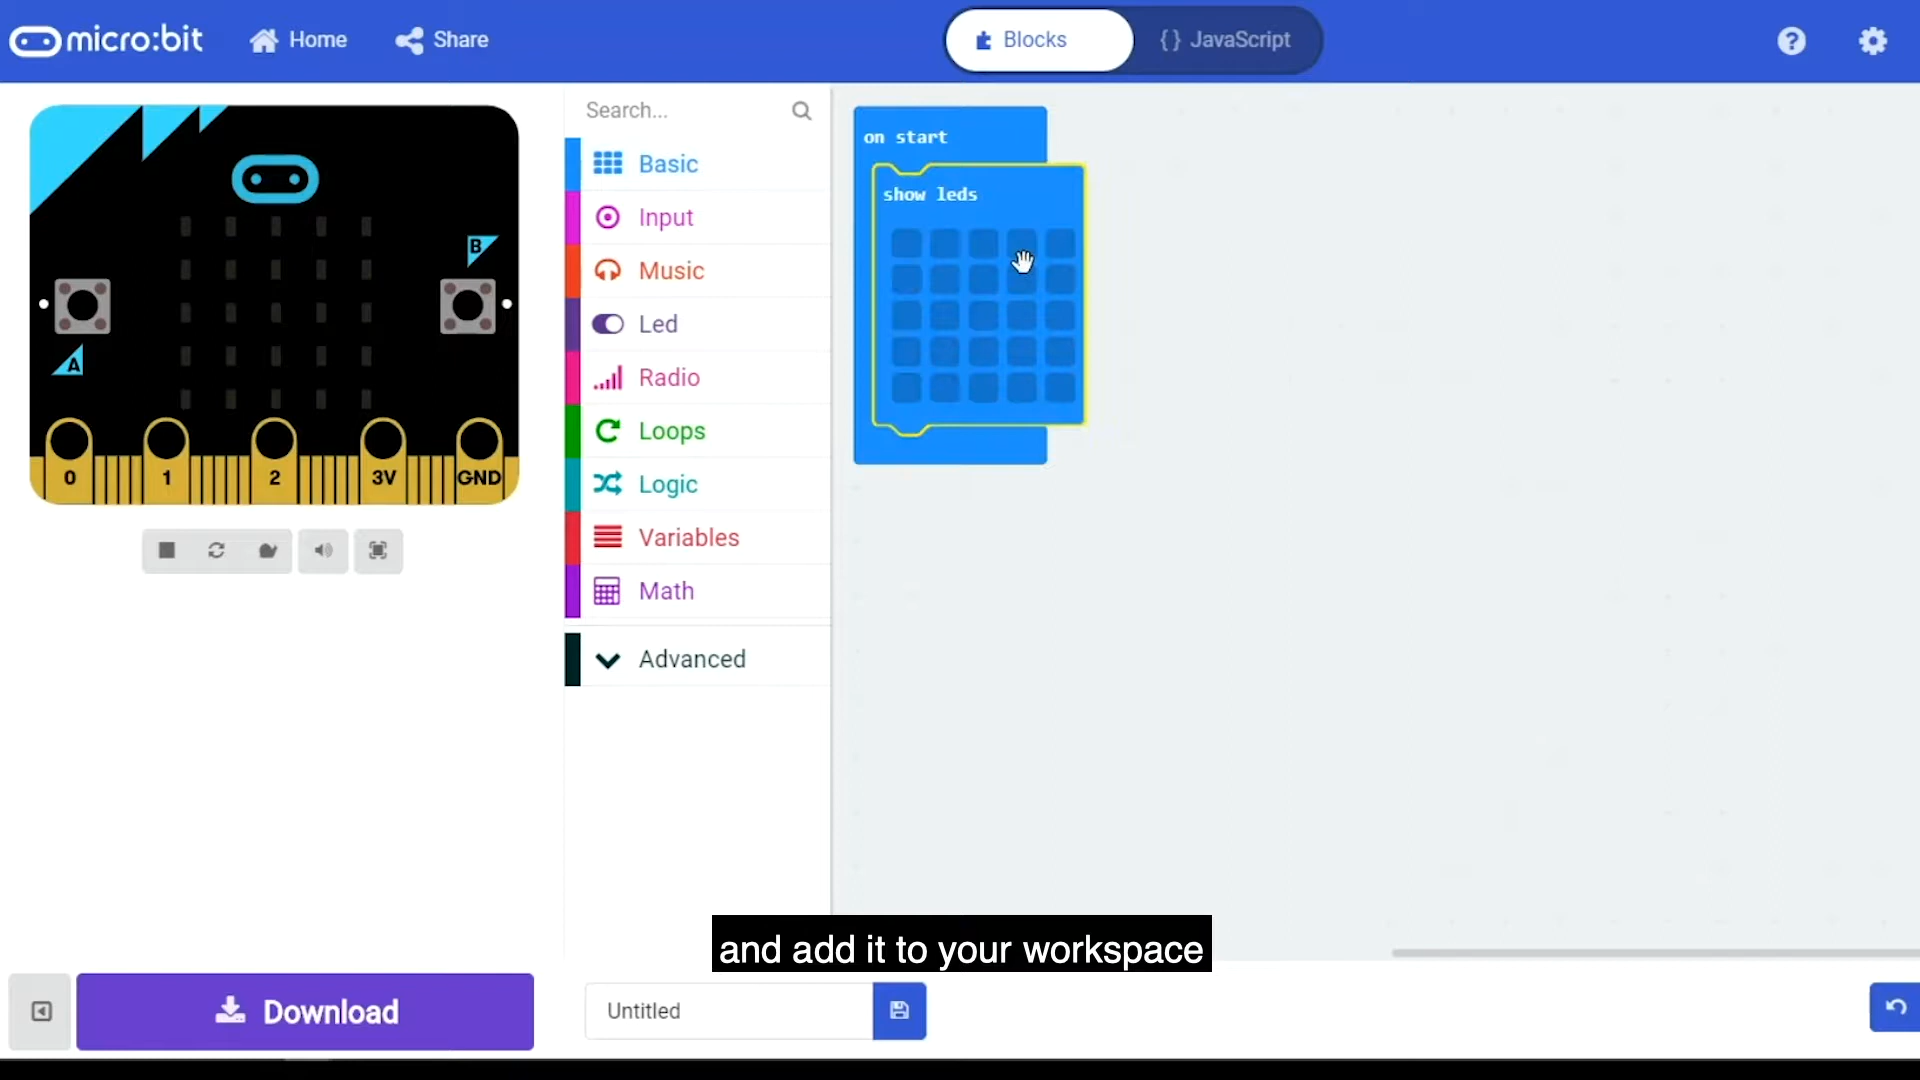 micro:bit
Home
Share
Blocks
{ } JavaScript
?
Search...
Basic
Input
Music
Led
Radio
Loops
Logic
Variables
Math
Advanced
B
A
0
1
2
3V
GND
on start
show leds
and add it to your workspace
Download
Untitled